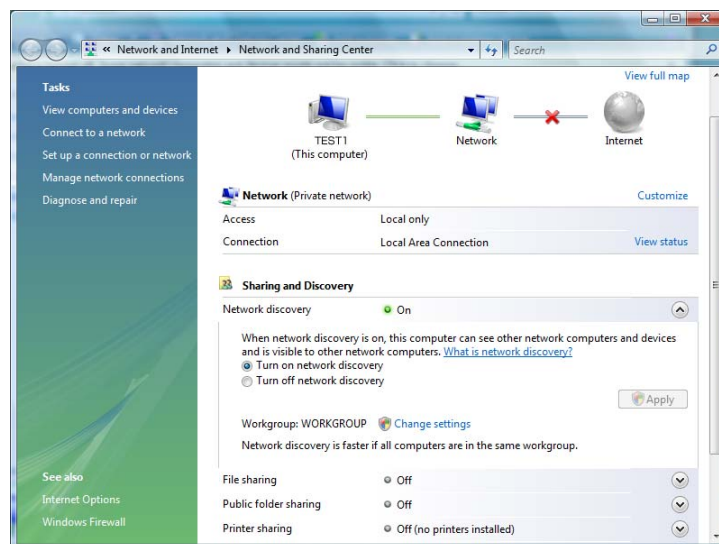 « Network and Internet ▸ Network and Sharing Center
Search
Tasks
View computers and devices
Connect to a network
Set up a connection or network
Manage network connections
Diagnose and repair
See also
Internet Options
Windows Firewall
View full map
TEST1
(This computer)
Network
Internet
Network (Private network)
Customize
Access Local only
Connection Local Area Connection View status
Sharing and Discovery
Network discovery On
When network discovery is on, this computer can see other network computers and devices
and is visible to other network computers. What is network discovery?
Turn on network discovery
Turn off network discovery
Apply
Workgroup: WORKGROUP Change settings
Network discovery is faster if all computers are in the same workgroup.
File sharing Off
Public folder sharing Off
Printer sharing Off (no printers installed)